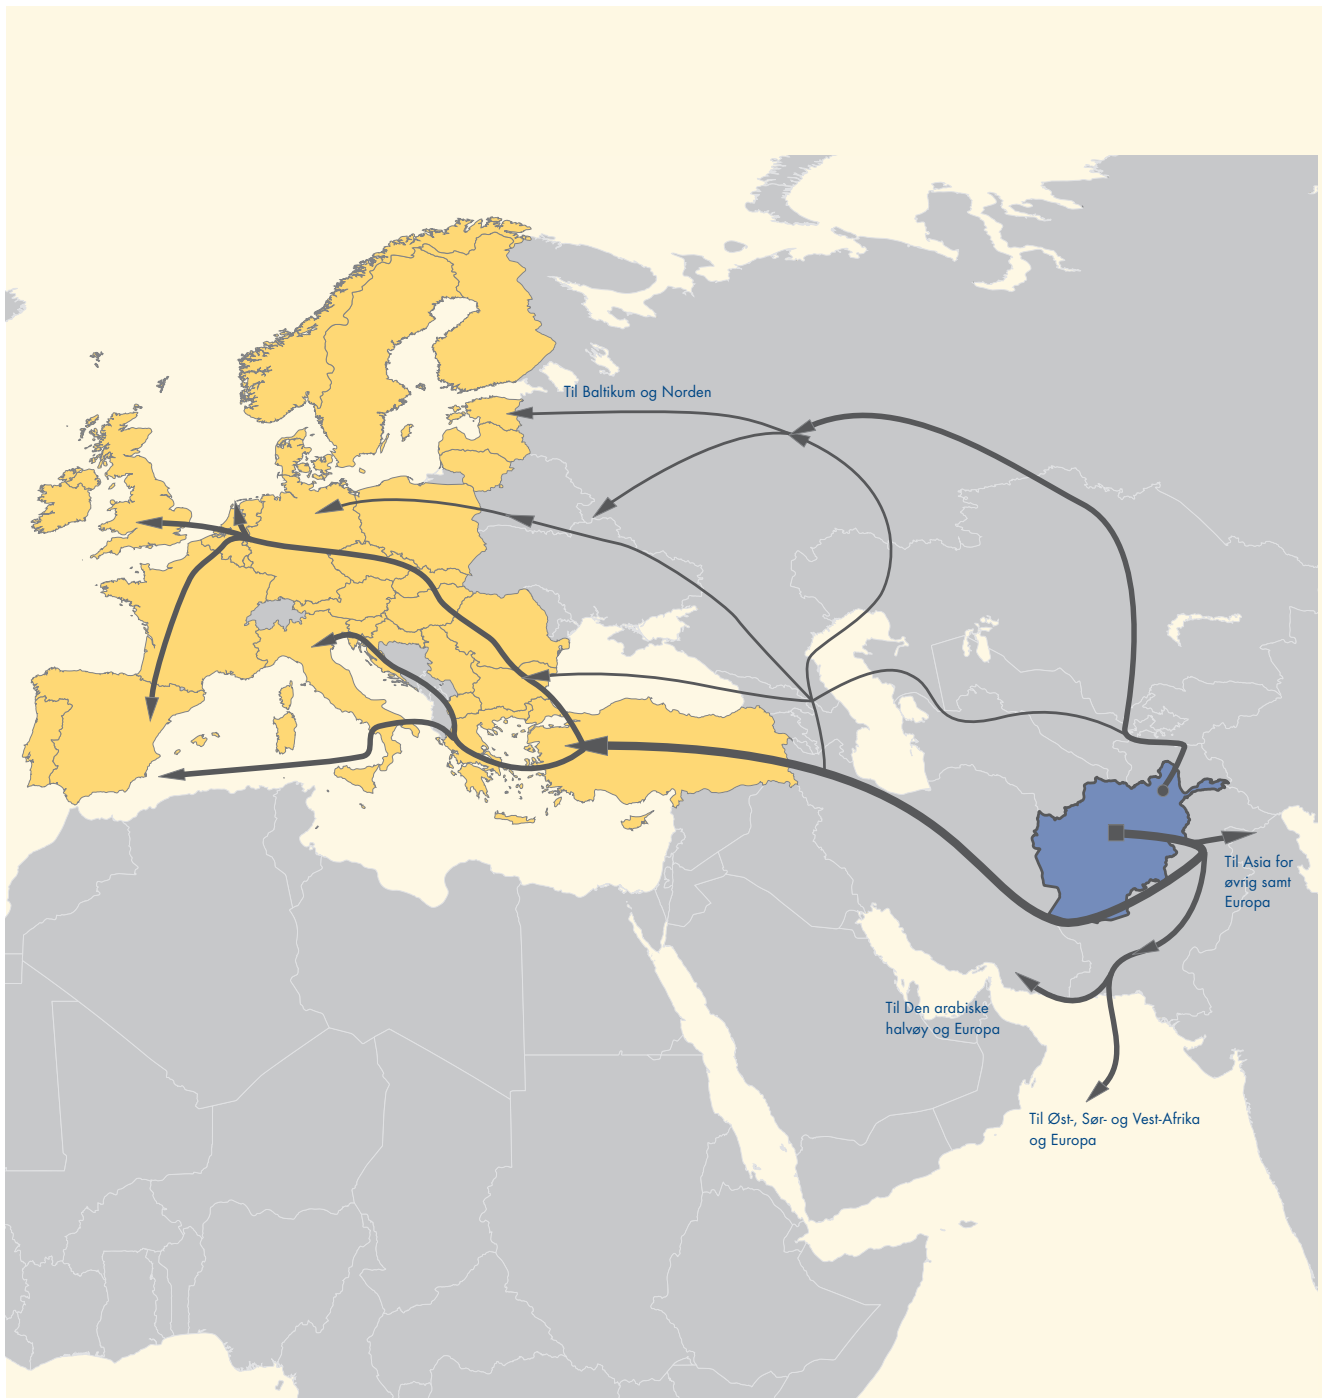 Til Baltikum og Norden
Til Asia for
øvrig samt
Europa
Til Den arabiske
halvøy og Europa
Til Øst-, Sør- og Vest-Afrika
og Europa